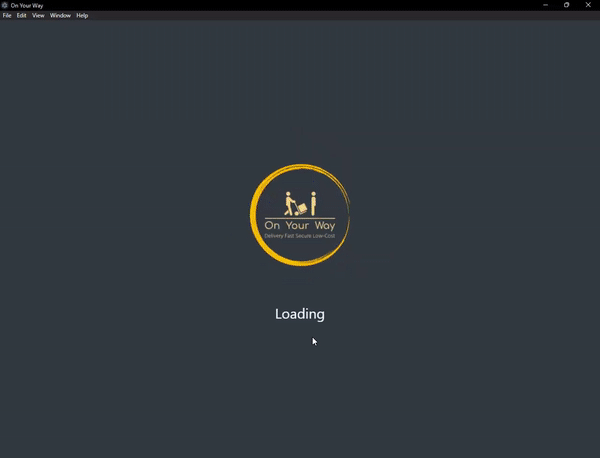 On Your Way
File Edit View Window Help
On Your Way
Delivery Fast Secure Low-Cost
Loading